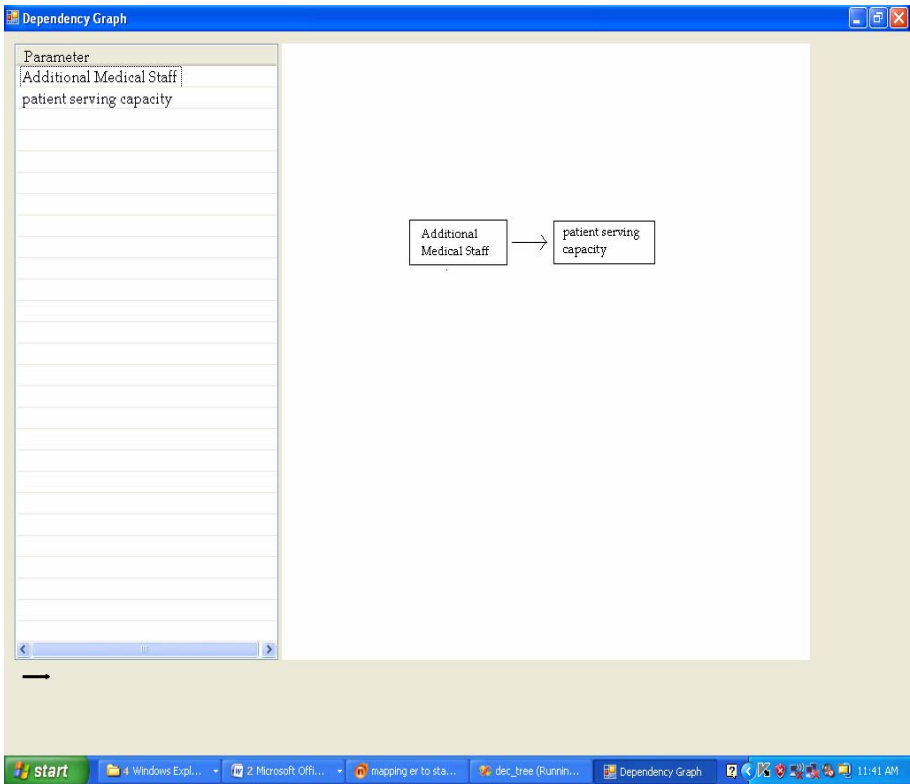 Dependency Graph
Parameter
Additional Medical Staff
patient serving capacity
Additional
Medical Staff
patient serving
capacity
start
4 Windows Expl...
2 Microsoft Offi...
mapping er to sta...
dec_tree (Runnin...
Dependency Graph
11:41 AM